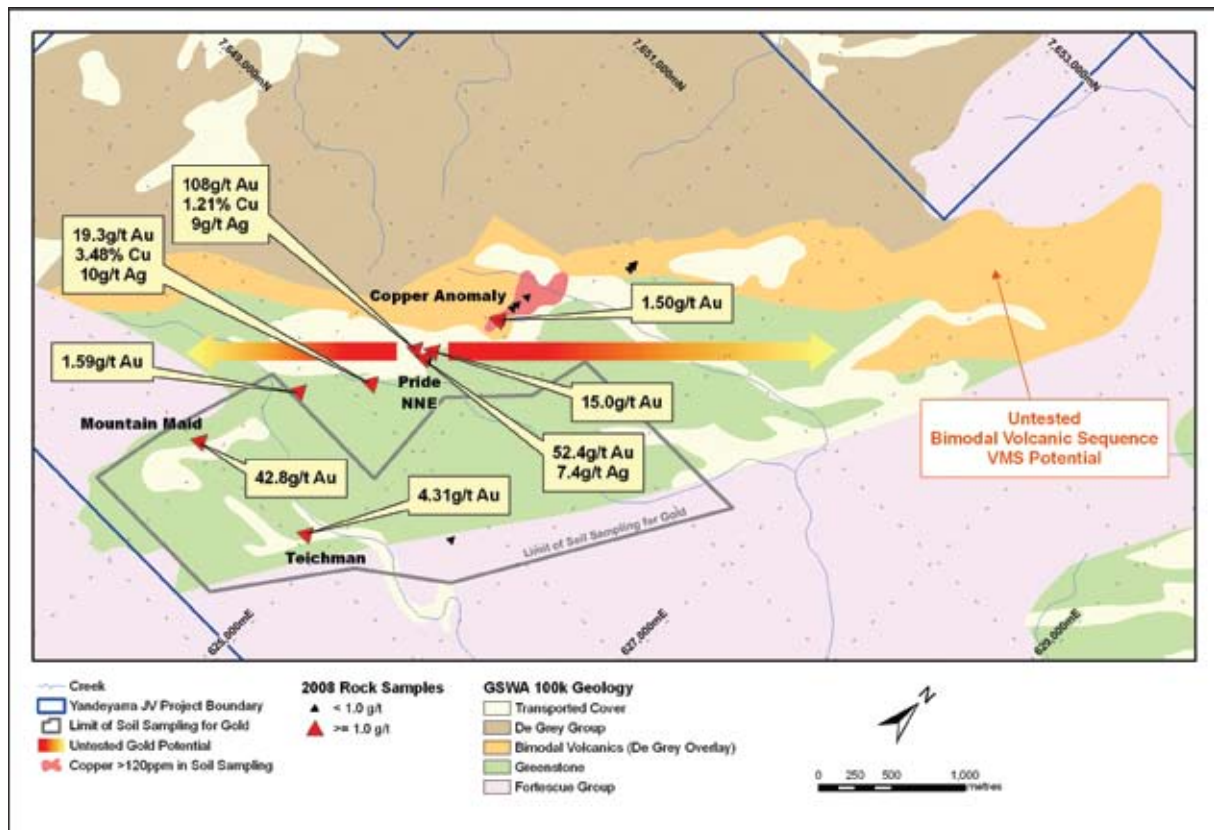 7,649,000mN
7,651,000mN
7,653,000mN
108g/t Au
1.21% Cu
9g/t Ag
19.3g/t Au
3.48% Cu
10g/t Ag
Copper Anomaly
1.50g/t Au
1.59g/t Au
Pride
NNE
15.0g/t Au
Mountain Maid
Untested
Bimodal Volcanic Sequence
VMS Potential
52.4g/t Au
7.4g/t Ag
42.8g/t Au
4.31g/t Au
Limit of Soil Sampling for Gold
Teichman
625,000mE
627,000mE
629,000mE
Creek
Yandeyarra JV Project Boundary
Limit of Soil Sampling for Gold
Untested Gold Potential
Copper >120ppm in Soil Sampling
2008 Rock Samples
< 1.0 g/t
>= 1.0 g/t
GSWA 100k Geology
Transported Cover
De Grey Group
Bimodal Volcanics (De Grey Overlay)
Greenstone
Fortescue Group
N
0 250 500 1,000
metres